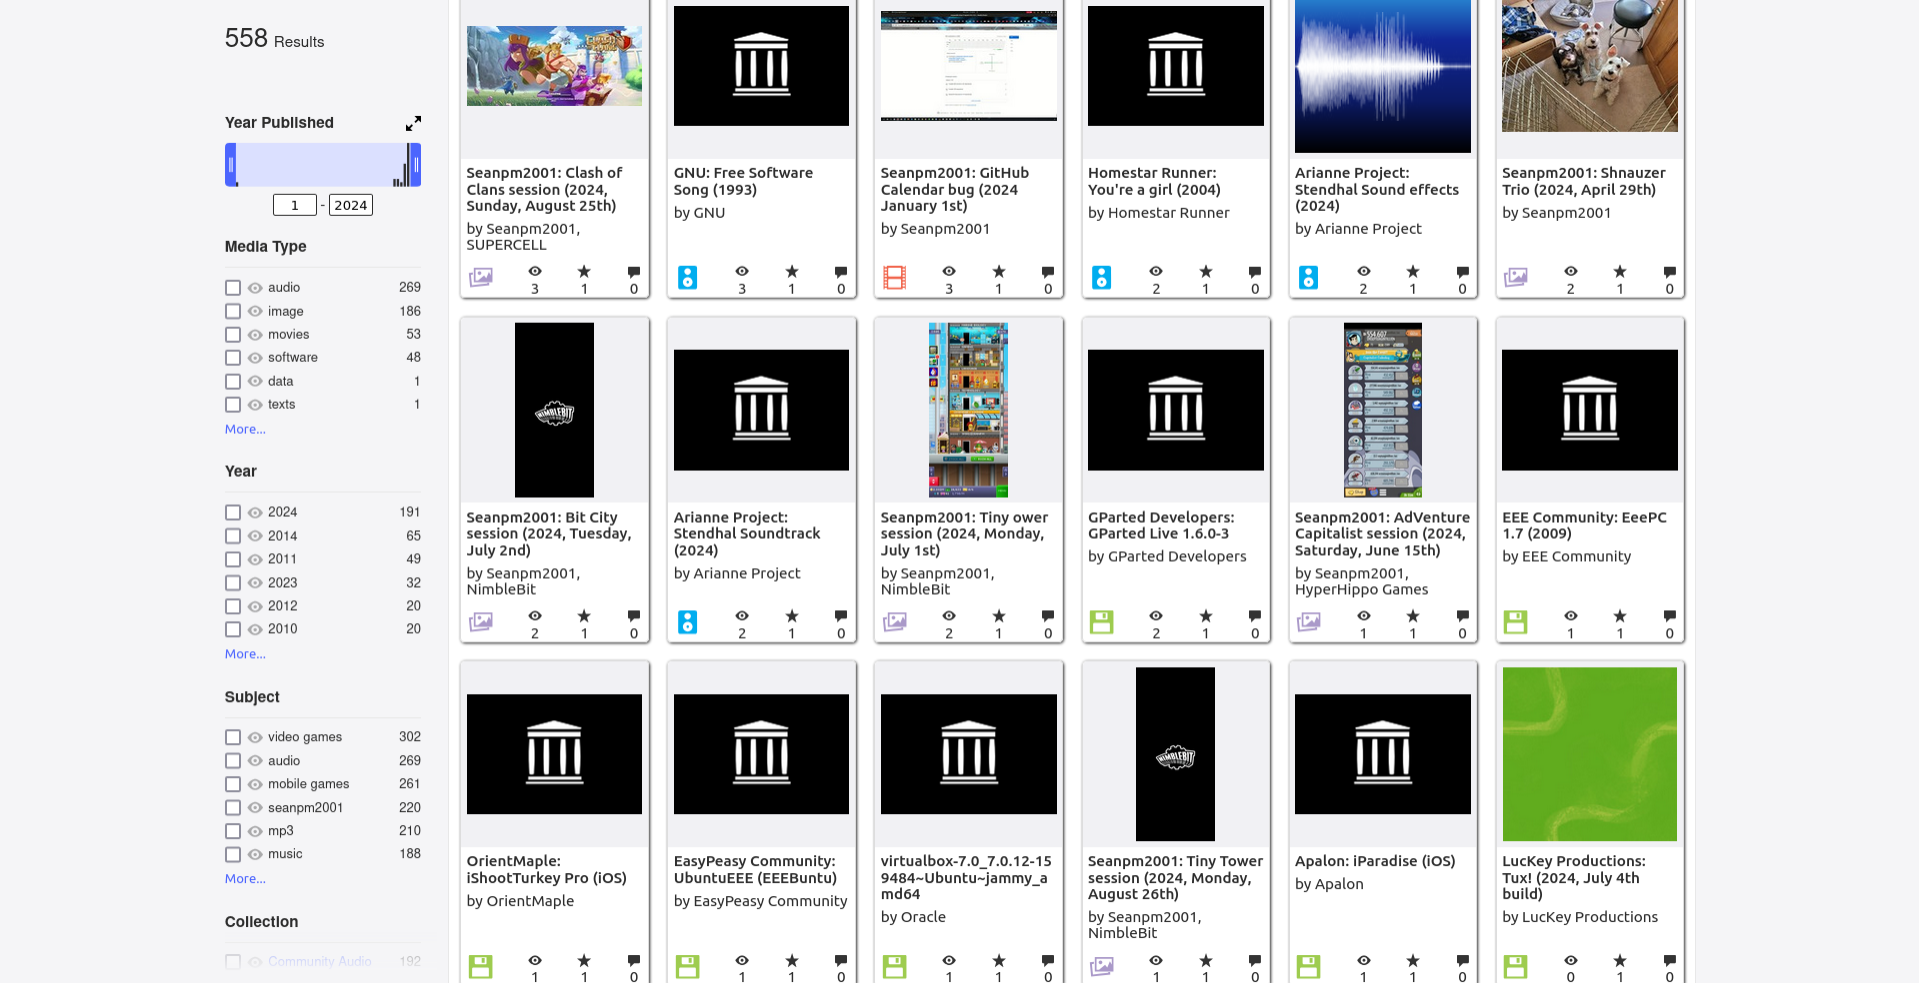 558 Results
Year Published
1 - 2024
Media Type
audio 269
image 186
movies 53
software 48
data 1
texts 1
More...
Year
2024 191
2014 65
2011 49
2023 32
2012 20
2010 20
More...
Subject
video games 302
audio 269
mobile games 261
seanpm2001 220
mp3 210
music 188
More...
Collection
Community Audio 192
Seanpm2001: Clash of
Clans session (2024,
Sunday, August 25th)
by Seanpm2001,
SUPERCELL
3 1 0
GNU: Free Software
Song (1993)
by GNU
3 1 0
Seanpm2001: GitHub
Calendar bug (2024
January 1st)
by Seanpm2001
3 1 0
Homestar Runner:
You're a girl (2004)
by Homestar Runner
2 1 0
Arianne Project:
Stendhal Sound effects
(2024)
by Arianne Project
2 1 0
Seanpm2001: Shnauzer
Trio (2024, April 29th)
by Seanpm2001
2 1 0
NIMBLEBIT
Seanpm2001: Bit City
session (2024, Tuesday,
July 2nd)
by Seanpm2001,
NimbleBit
2 1 0
Arianne Project:
Stendhal Soundtrack
(2024)
by Arianne Project
2 1 0
Seanpm2001: Tiny ower
session (2024, Monday,
July 1st)
by Seanpm2001,
NimbleBit
2 1 0
GParted Developers:
GParted Live 1.6.0-3
by GParted Developers
2 1 0
Seanpm2001: AdVenture
Capitalist session (2024,
Saturday, June 15th)
by Seanpm2001,
HyperHippo Games
1 1 0
EEE Community: EeePC
1.7 (2009)
by EEE Community
1 1 0
OrientMaple:
iShootTurkey Pro (iOS)
by OrientMaple
1 1 0
EasyPeasy Community:
UbuntuEEE (EEEBuntu)
by EasyPeasy Community
1 1 0
virtualbox-7.0_7.0.12-15
9484~Ubuntu~jammy_a
md64
by Oracle
1 1 0
NIMBLEBIT
Seanpm2001: Tiny Tower
session (2024, Monday,
August 26th)
by Seanpm2001,
NimbleBit
1 1 0
Apalon: iParadise (iOS)
by Apalon
1 1 0
LucKey Productions:
Tux! (2024, July 4th
build)
by LucKey Productions
0 1 0